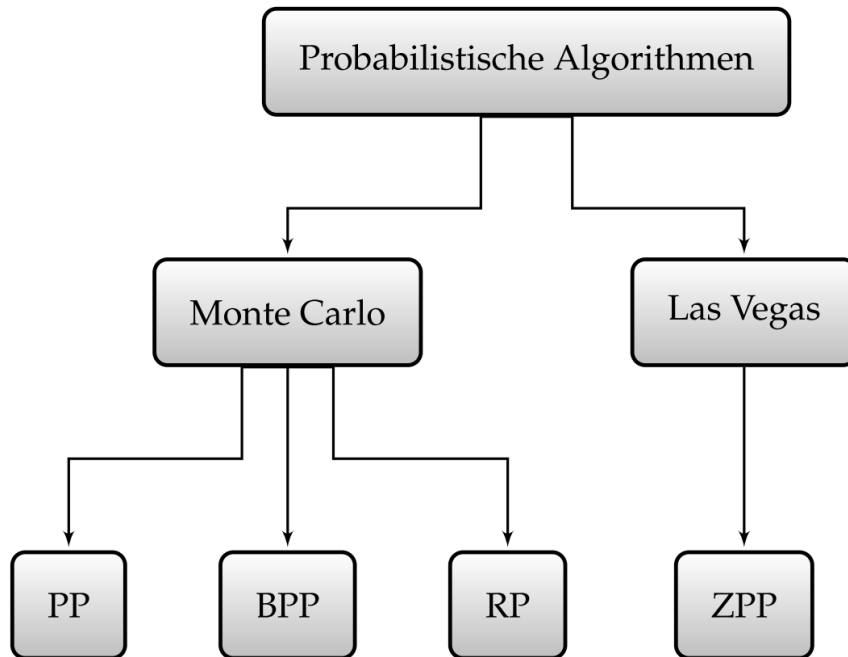 Probabilistische Algorithmen
Monte Carlo
Las Vegas
PP
BPP
RP
ZPP